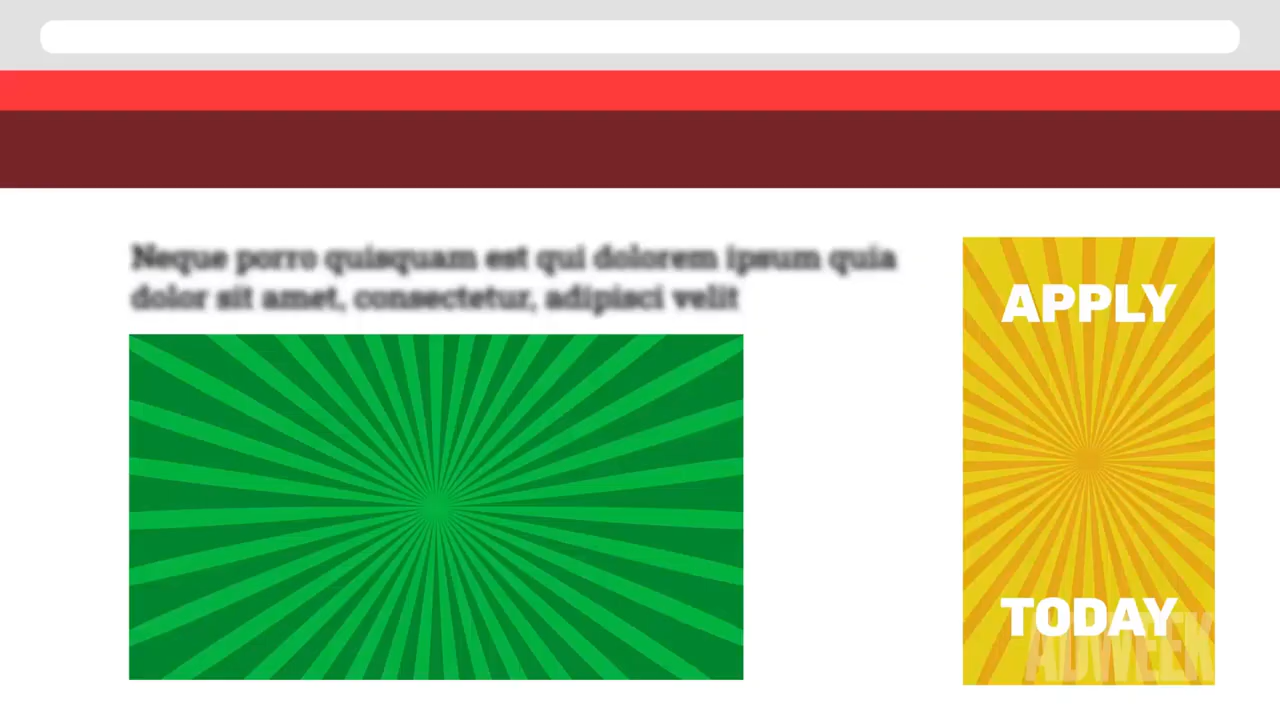 Neque porro quisquam est qui dolorem ipsum quia
dolor sit amet, consectetur, adipisci velit
APPLY
TODAY
ADWEEK